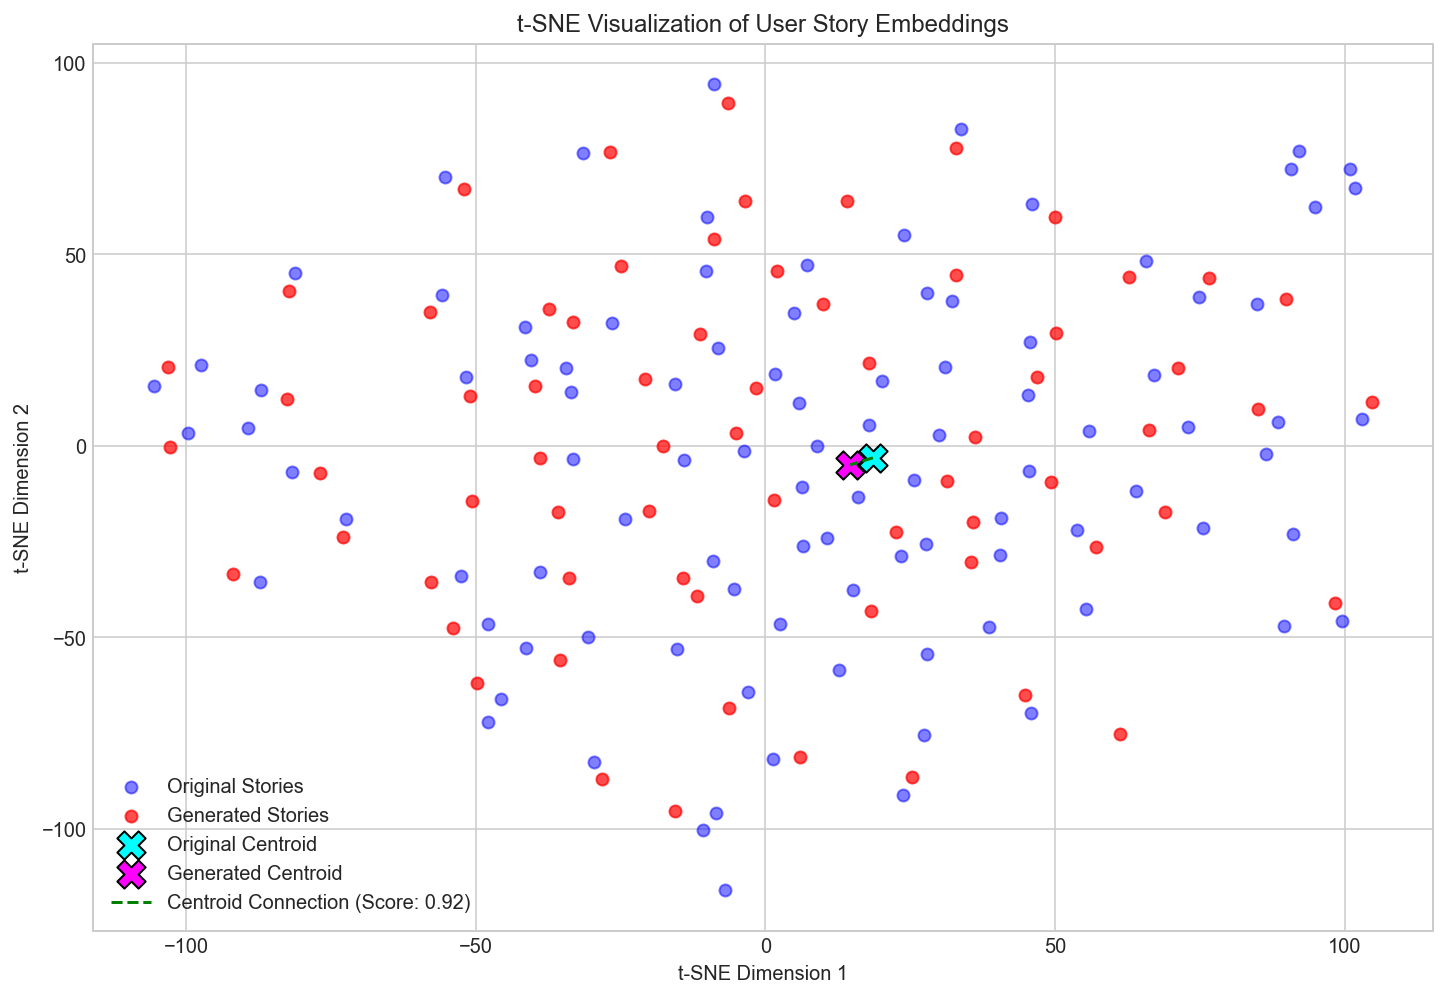 t-SNE Visualization of User Story Embeddings
100
50
0
−50
−100
t-SNE Dimension 2
Original Stories
Generated Stories
Original Centroid
Generated Centroid
Centroid Connection (Score: 0.92)
−100
−50
0
50
100
t-SNE Dimension 1